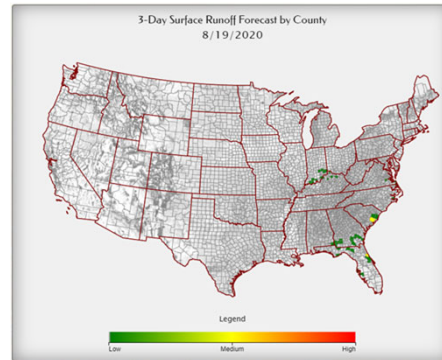 3-Day Surface Runoff Forecast by County
8/19/2020
Legend
Low Medium High